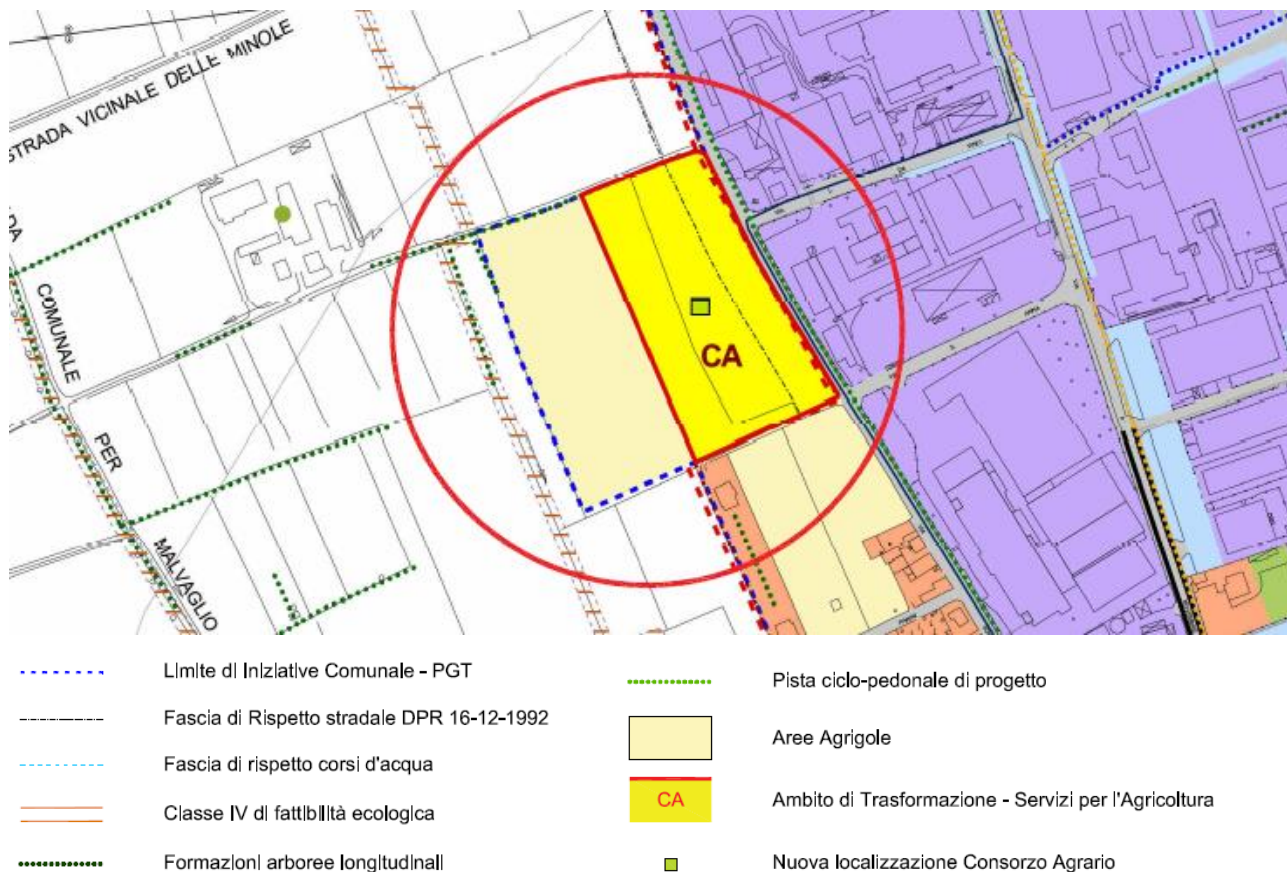 STRADA VICINALE DELLE MINOLE
COMUNALE
PER
MALVAGLIO
CA
Limite di Iniziative Comunale - PGT
Fascia di Rispetto stradale DPR 16-12-1992
Fascia di rispetto corsi d'acqua
Classe IV di fattibilità ecologica
Formazioni arboree longitudinali
Pista ciclo-pedonale di progetto
Aree Agrigole
CA
Ambito di Trasformazione - Servizi per l'Agricoltura
Nuova localizzazione Consorzo Agrario